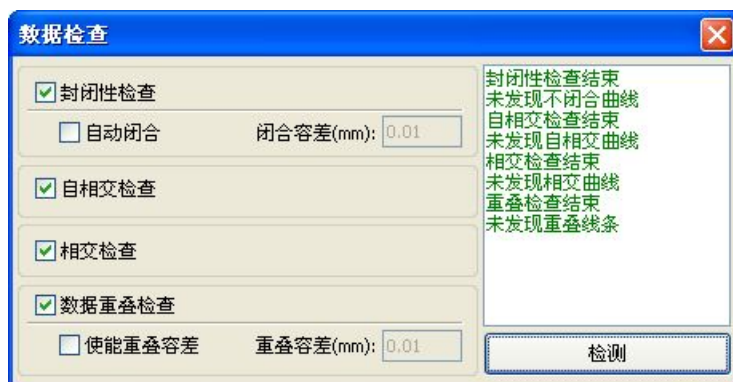 数据检查
封闭性检查
自动闭合 闭合容差(mm): 0.01
自相交检查
相交检查
数据重叠检查
使能重叠容差 重叠容差(mm): 0.01
封闭性检查结束
未发现不闭合曲线
自相交检查结束
未发现自相交曲线
相交检查结束
未发现相交曲线
重叠检查结束
未发现重叠线条
检测